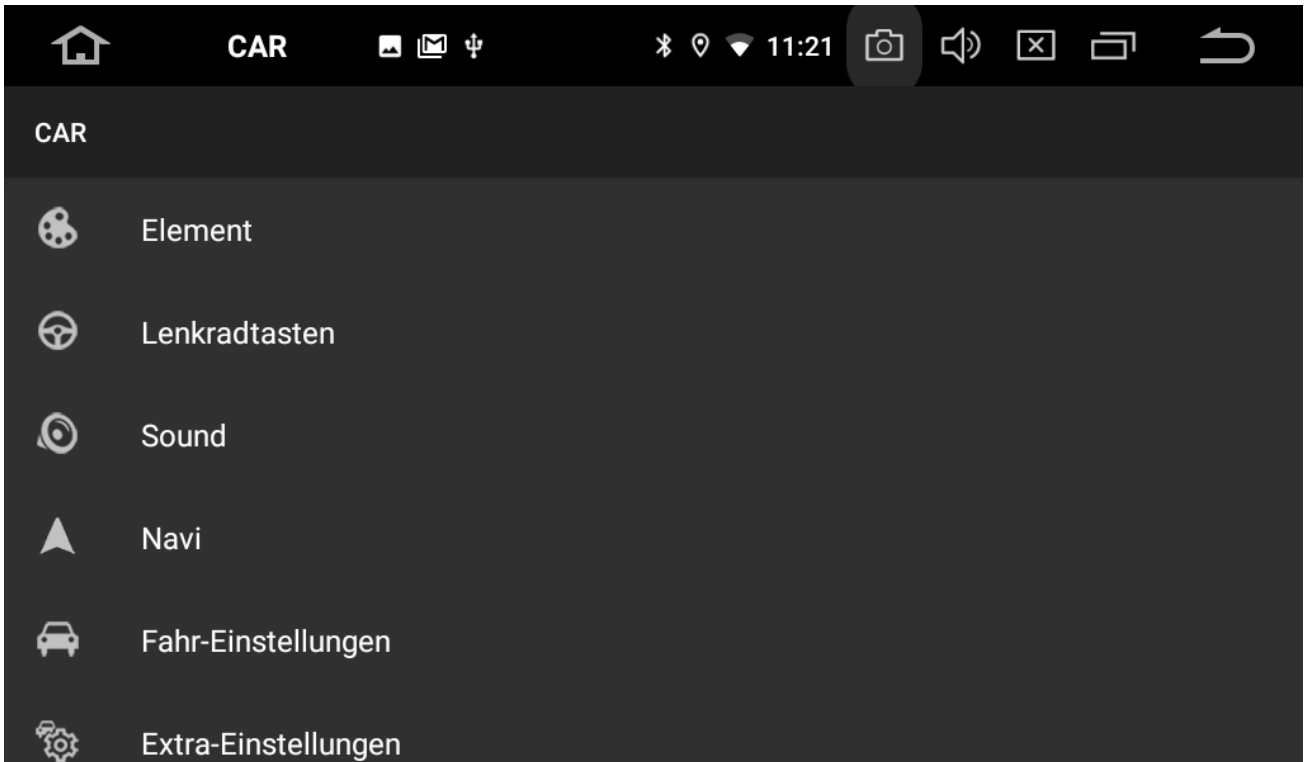 CAR
11:21
CAR
Element
Lenkradtasten
Sound
Navi
Fahr-Einstellungen
Extra-Einstellungen